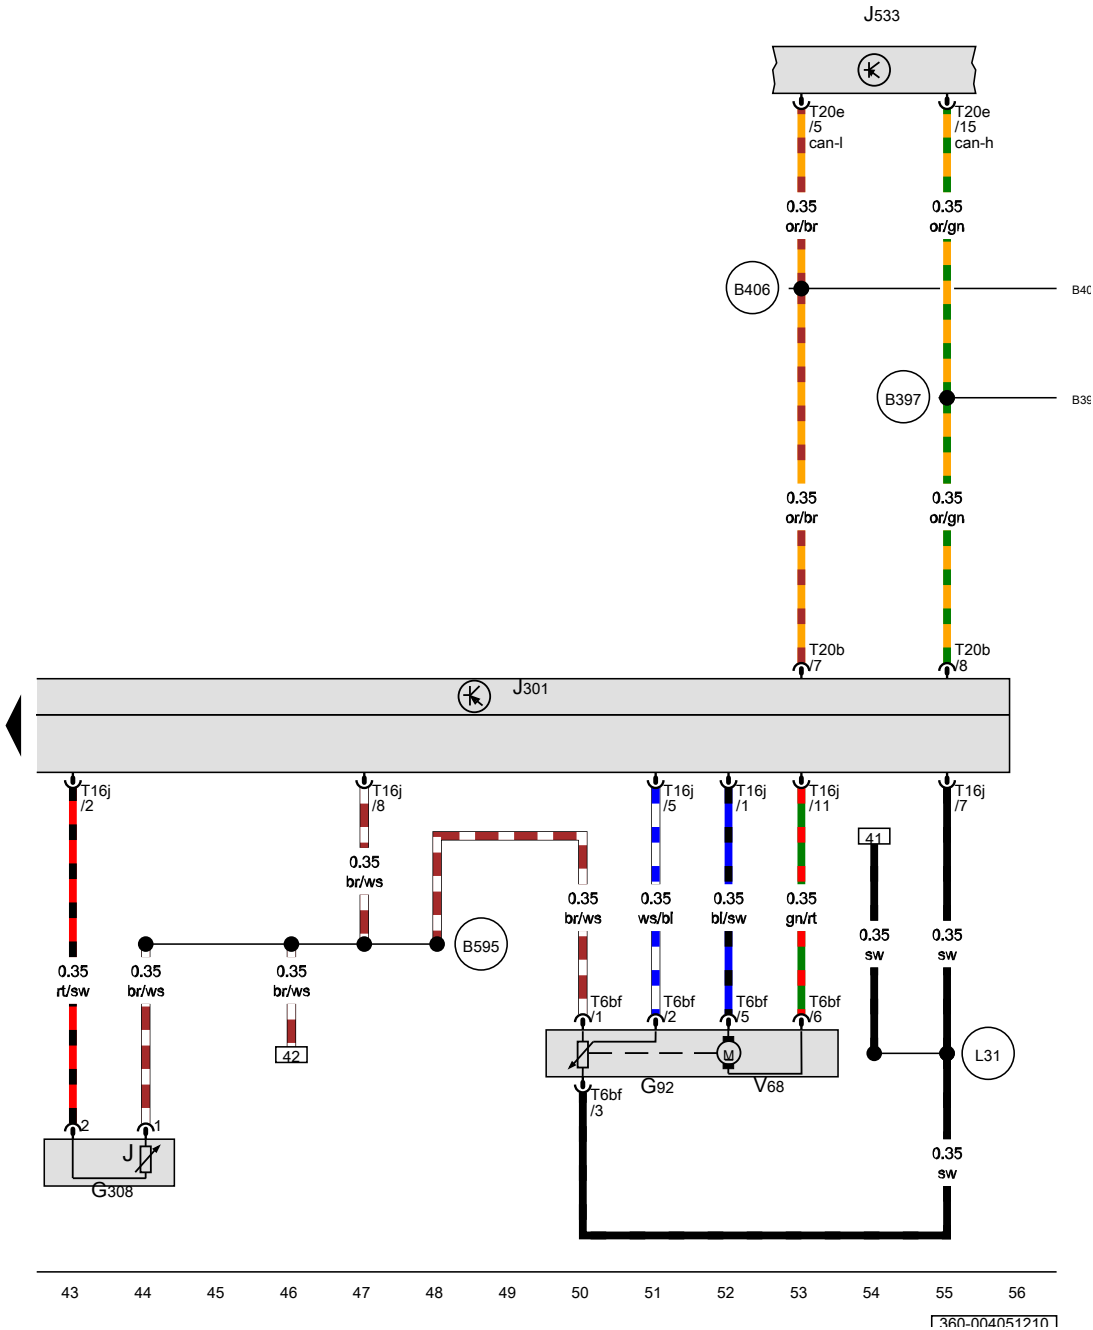 J533
T20e
/5
can-l
T20e
/15
can-h
0.35
or/br
0.35
or/gn
B406
B40
B397
B39
0.35
or/br
0.35
or/gn
T20b
/7
T20b
/8
J301
T16j
/2
T16j
/8
T16j
/5
T16j
/1
T16j
/11
T16j
/7
41
0.35
br/ws
0.35
br/ws
0.35
ws/bl
0.35
bl/sw
0.35
gn/rt
0.35
sw
0.35
sw
B595
0.35
rt/sw
0.35
br/ws
0.35
br/ws
42
T6bf
/1
T6bf
/2
T6bf
/5
T6bf
/6
M
L31
G92
V68
T6bf
/3
2
1
J
G308
0.35
sw
43 44 45 46 47 48 49 50 51 52 53 54 55 56
360-004051210